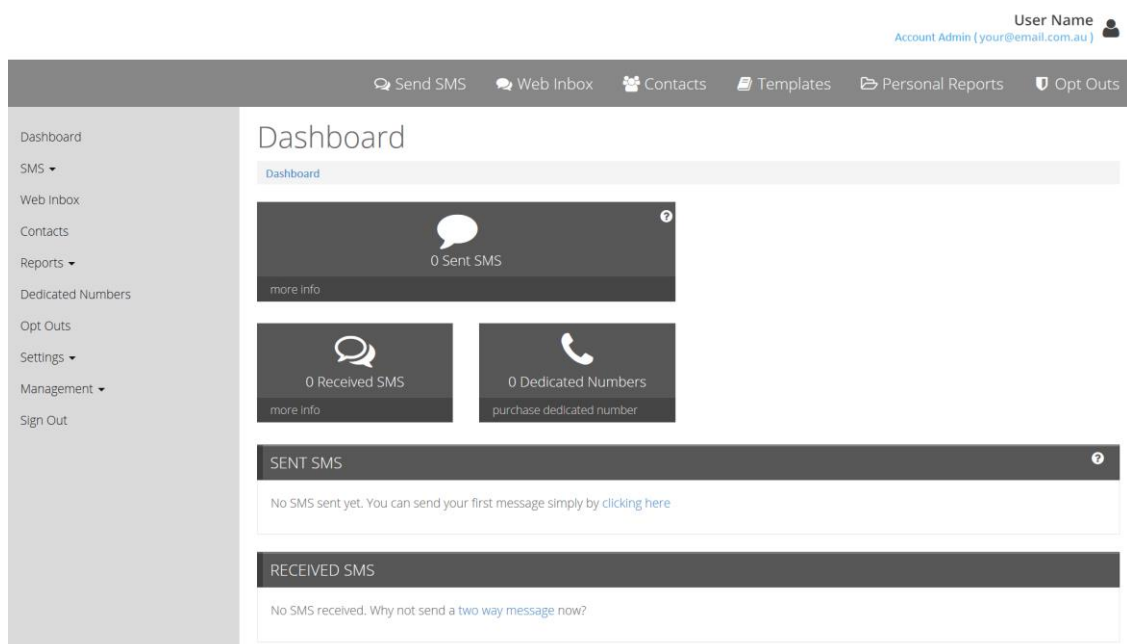 User Name
Account Admin ( your@email.com.au )
Send SMS Web Inbox Contacts Templates Personal Reports Opt Outs
Dashboard
SMS
Web Inbox
Contacts
Reports
Dedicated Numbers
Opt Outs
Settings
Management
Sign Out
Dashboard
Dashboard
0 Sent SMS
more info
0 Received SMS
more info
0 Dedicated Numbers
purchase dedicated number
SENT SMS
No SMS sent yet. You can send your first message simply by clicking here
RECEIVED SMS
No SMS received. Why not send a two way message now?